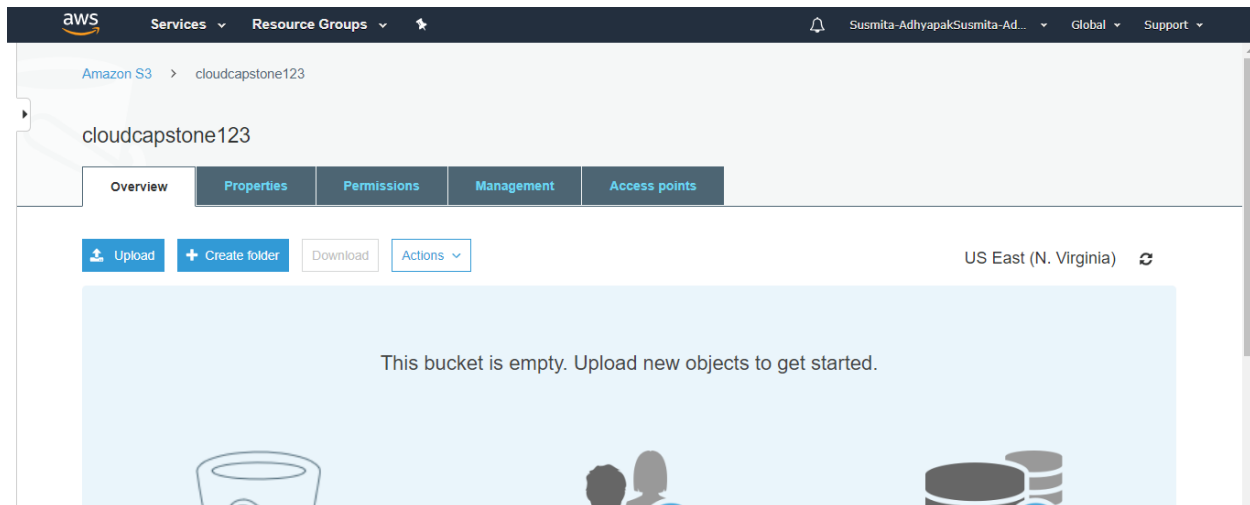 aws Services Resource Groups Susmita-AdhyapakSusmita-Ad... Global Support
Amazon S3 > cloudcapstone123
cloudcapstone123
Overview Properties Permissions Management Access points
Upload + Create folder Download Actions US East (N. Virginia)
This bucket is empty. Upload new objects to get started.